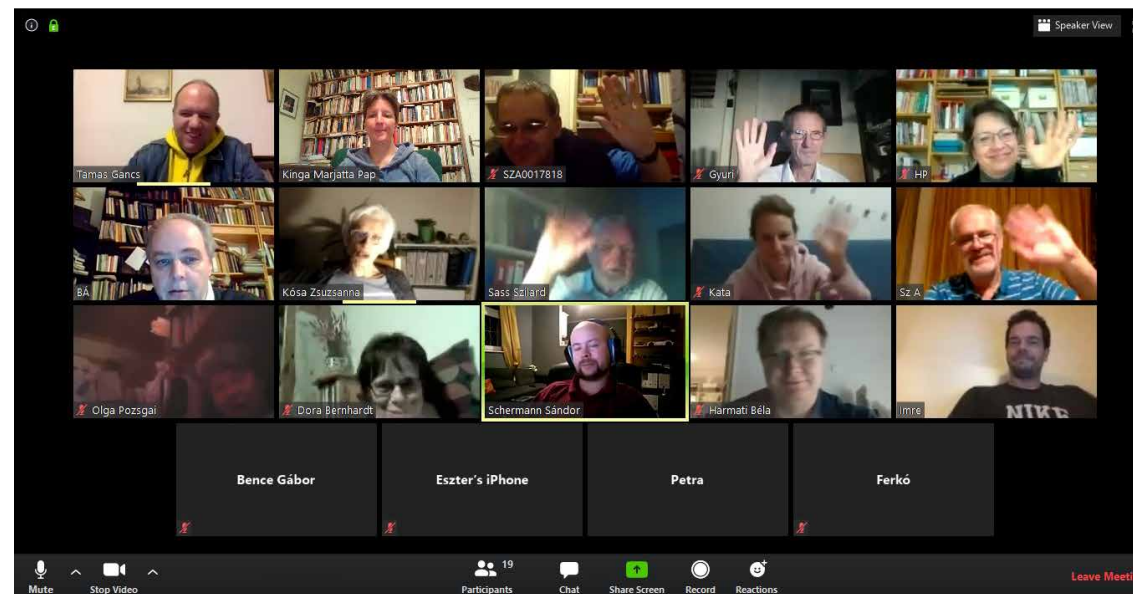 Speaker View
Tamas Gancs
Kinga Marjatta Pap
SZA0017818
Gyuri
HP
BÁ
Kósa Zsuzsanna
Sass Szilard
Kata
Sz A
Olga Pozsgai
Dora Bernhardt
Schermann Sándor
Harmati Béla
Imre
NIKE
Bence Gábor
Eszter's iPhone
Petra
Ferkó
19
Mute
Stop Video
Participants
Chat
Share Screen
Record
Reactions
Leave Meeti